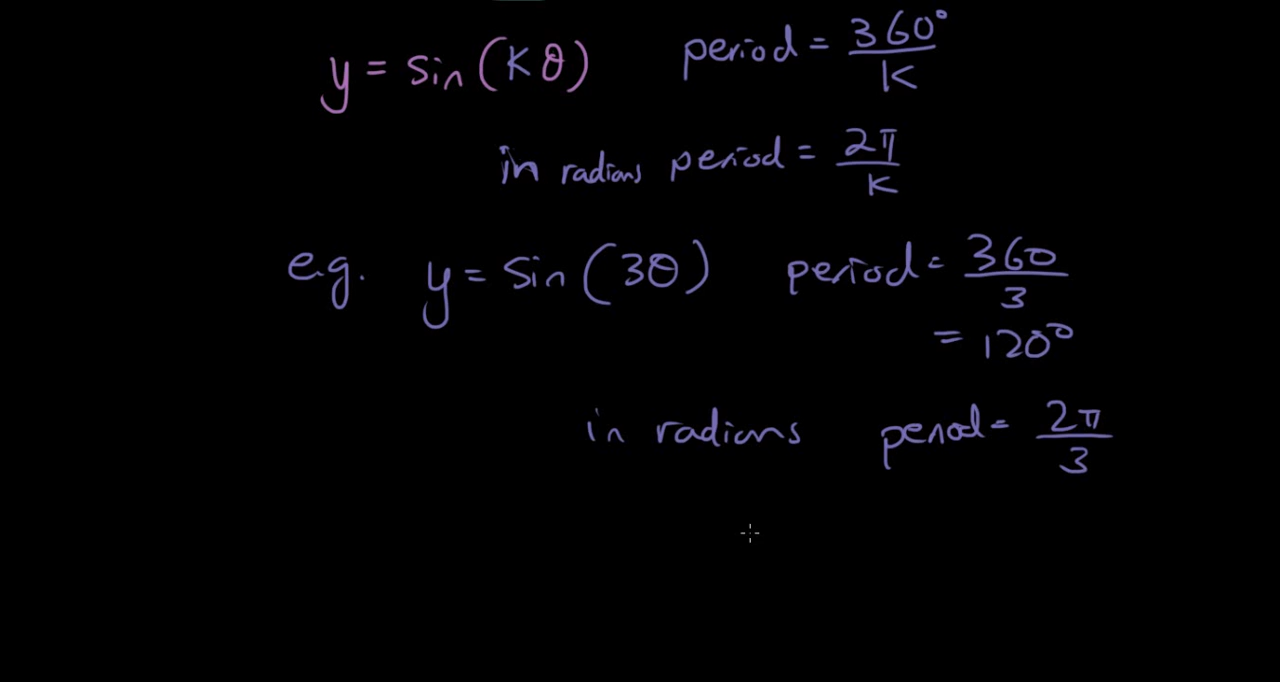 y = sin(Kθ) period = 360°/K
in radians period = 2π/K
e.g. y = sin(3θ) period = 360/3
= 120°
in radians period = 2π/3